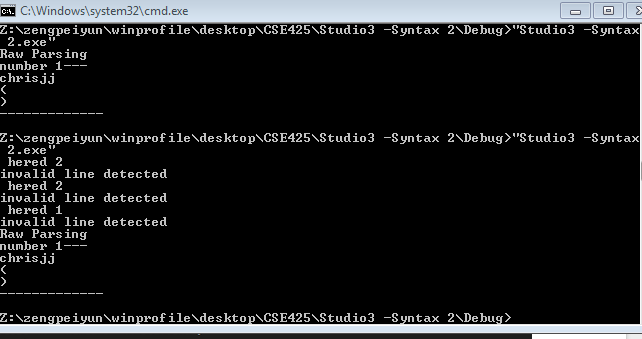 C:\Windows\system32\cmd.exe
Z:\zengpeiyun\winprofile\desktop\CSE425\Studio3 -Syntax 2\Debug>"Studio3 -Syntax
 2.exe"
Raw Parsing
number 1---
chrisjj
(
)
-------------
Z:\zengpeiyun\winprofile\desktop\CSE425\Studio3 -Syntax 2\Debug>"Studio3 -Syntax
 2.exe"
 hered 2
invalid line detected
 hered 2
invalid line detected
 hered 1
invalid line detected
Raw Parsing
number 1---
chrisjj
(
)
-------------
Z:\zengpeiyun\winprofile\desktop\CSE425\Studio3 -Syntax 2\Debug>